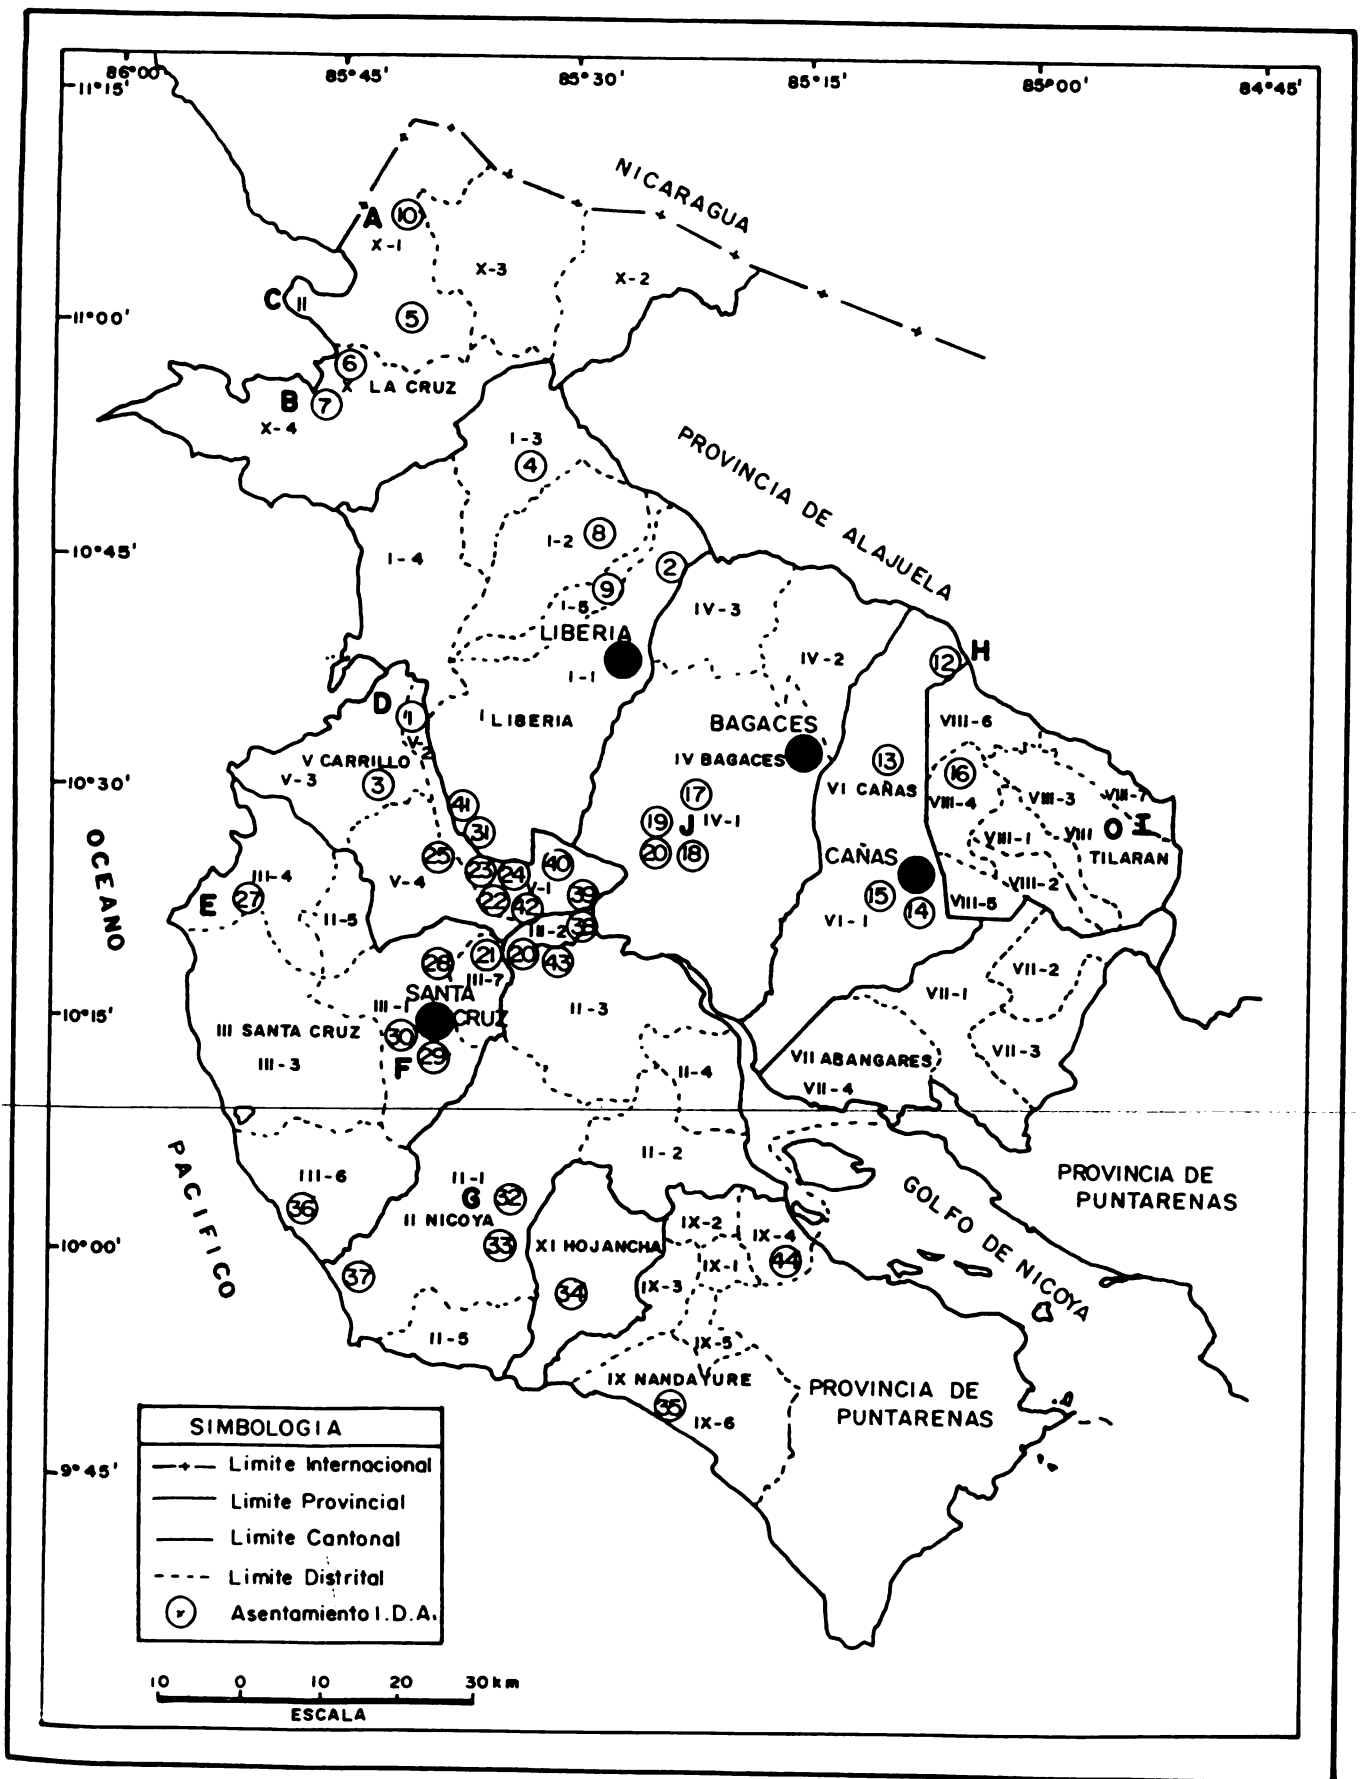 86°00' 85°45' 85°30' 85°15' 85°00' 84°45'
11°15'
NICARAGUA
A 10
X-1
X-3
X-2
C II
11°00'
5
6
X LA CRUZ
B 7
X-4
PROVINCIA DE ALAJUELA
I-3
4
10°45'
I-4
I-2 8
2
9
I-5
IV-3
LIBERIA
I-1
IV-2
12 H
D
1
I LIBERIA
V-2
BAGACES
VIII-6
V CARRILLO
IV BAGACES
V-3
3
13
16
10°30'
VI CAÑAS
17
VIII-4
VIII-3
VIII-7
41
19 J IV-1
31
VIII-1
VIII
O I
20 18
25
CAÑAS
TILARAN
OCEANO
23 24 40
V-4
V-1
VIII-2
III-4
E 27
22 42 39
15 14
VIII-5
II-5
VI-1
III-2 38
28 21 20 43
III-7
VII-2
SANTA
CRUZ
III-1
II-3
VII-1
10°15'
III SANTA CRUZ
30
29
F
III-3
VII-3
VII ABANGARES
II-4
VII-4
PACIFICO
II-2
III-6
II-1
G 32
PROVINCIA DE
PUNTARENAS
36
II NICOYA
GOLFO DE NICOYA
IX-2
IX-4
10°00'
33
XI HOJANCHA
IX-1 44
37
34
IX-3
II-5
IX-5
V
IX NANDAYURE
35
IX-6
PROVINCIA DE
PUNTARENAS
SIMBOLOGIA
Limite Internacional
9°45'
Limite Provincial
Limite Cantonal
Limite Distrital
Asentamiento I.D.A.
10 0 10 20 30 km
ESCALA